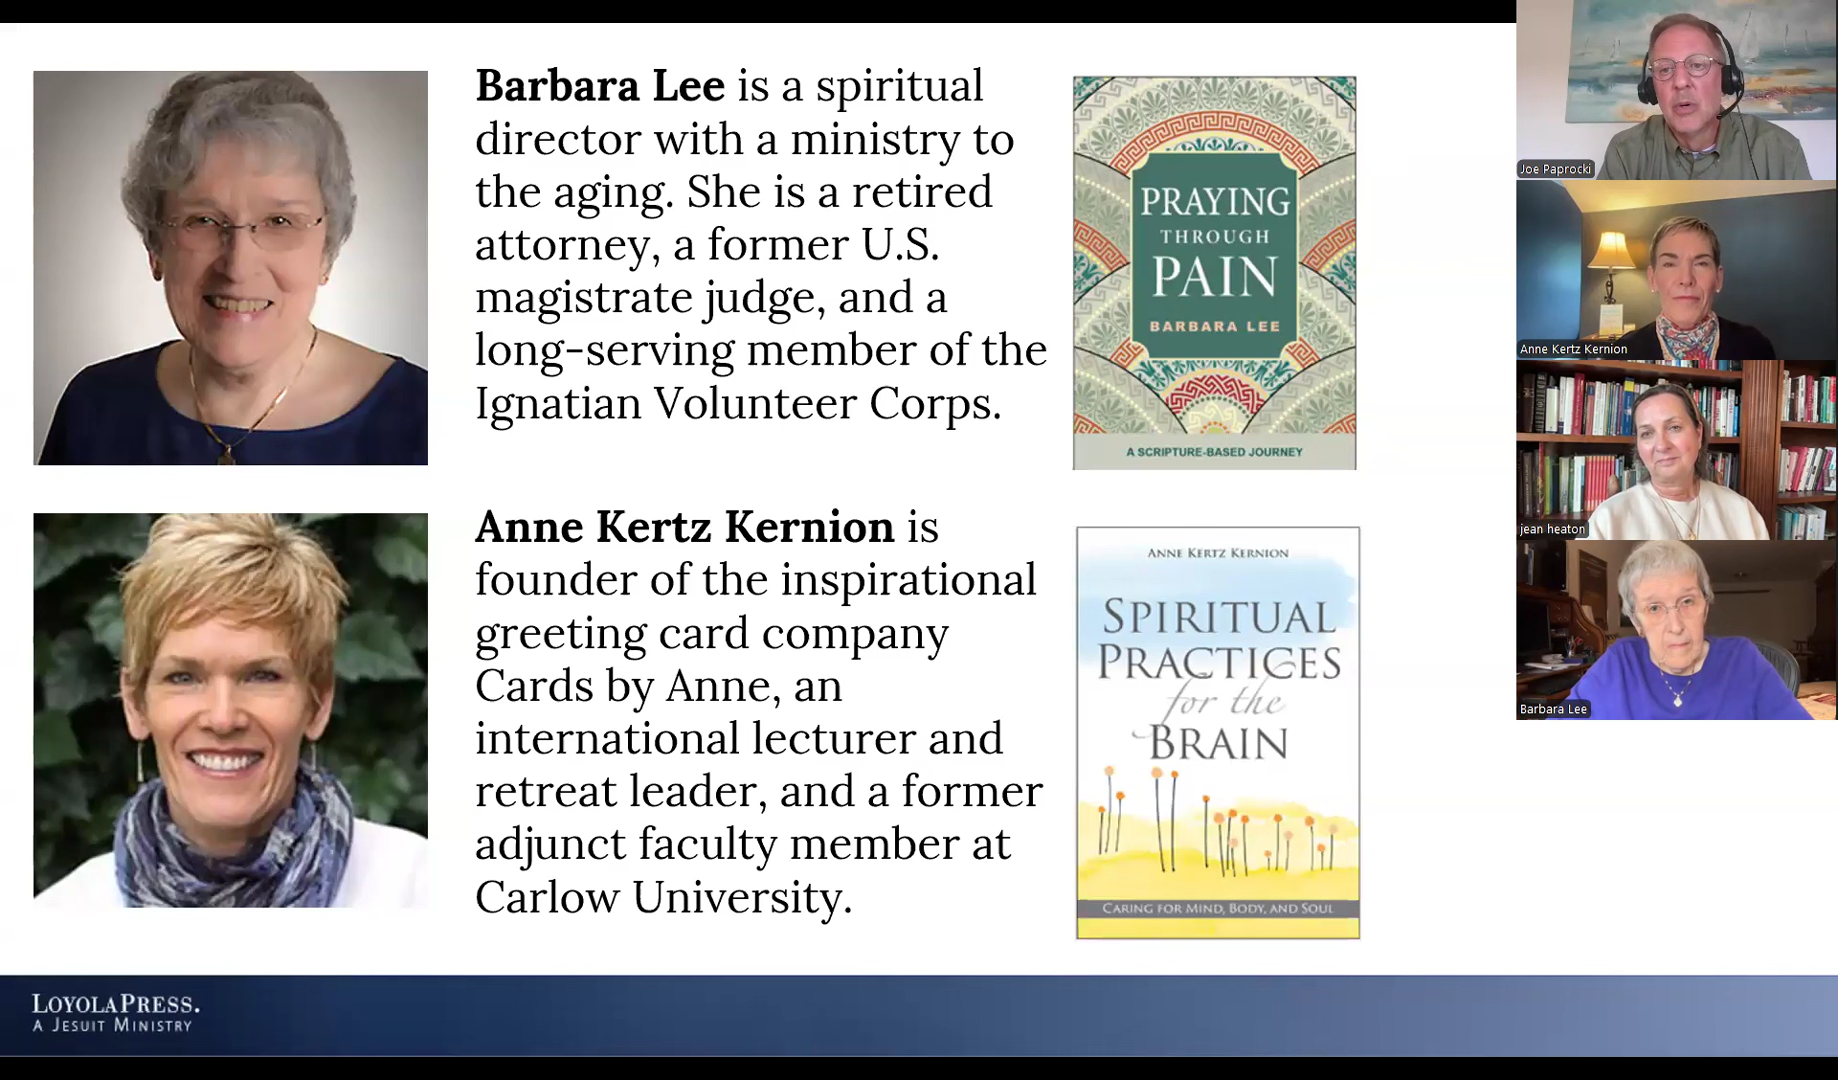 Barbara Lee is a spiritual
director with a ministry to
the aging. She is a retired
attorney, a former U.S.
magistrate judge, and a
long-serving member of the
Ignatian Volunteer Corps.
PRAYING
THROUGH
PAIN
BARBARA LEE
A SCRIPTURE-BASED JOURNEY
Anne Kertz Kernion is
founder of the inspirational
greeting card company
Cards by Anne, an
international lecturer and
retreat leader, and a former
adjunct faculty member at
Carlow University.
ANNE KERTZ KERNION
SPIRITUAL
PRACTICES
for the
BRAIN
CARING FOR MIND, BODY, AND SOUL
LOYOLAPRESS.
A JESUIT MINISTRY
Joe Paprocki
Anne Kertz Kernion
jean heaton
Barbara Lee